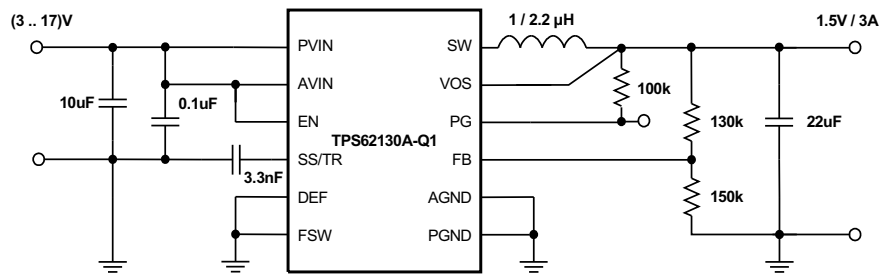 (3 .. 17)V
1 / 2.2 µH
1.5V / 3A
PVIN
SW
AVIN
VOS
10uF
0.1uF
100k
EN
PG
130k
22uF
TPS62130A-Q1
SS/TR
FB
3.3nF
DEF
AGND
150k
FSW
PGND